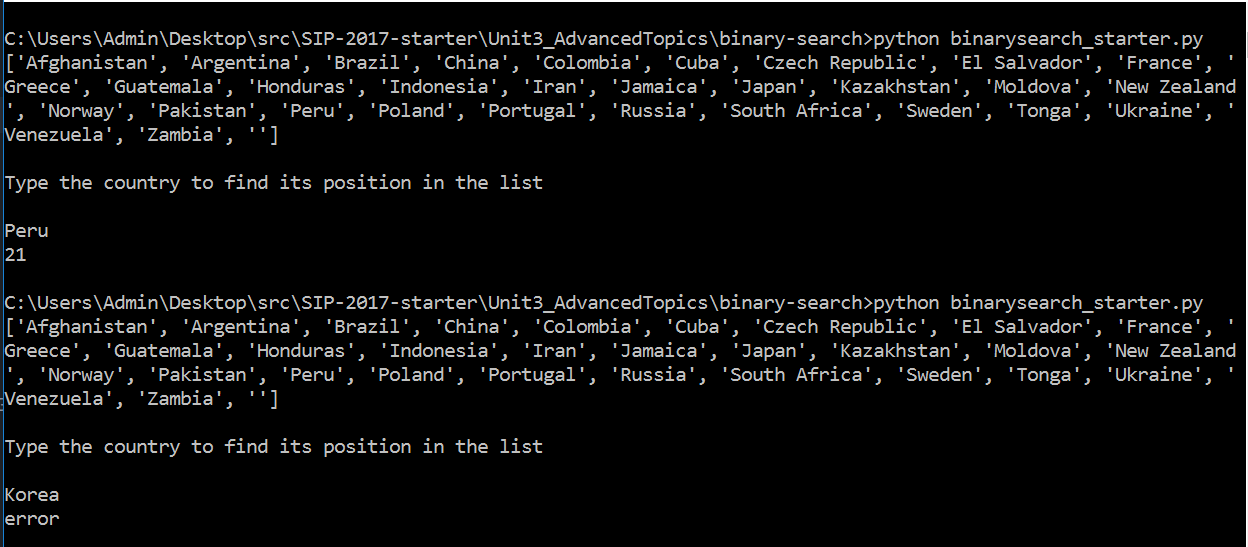 C:\Users\Admin\Desktop\src\SIP-2017-starter\Unit3_AdvancedTopics\binary-search>python binarysearch_starter.py
['Afghanistan', 'Argentina', 'Brazil', 'China', 'Colombia', 'Cuba', 'Czech Republic', 'El Salvador', 'France', '
Greece', 'Guatemala', 'Honduras', 'Indonesia', 'Iran', 'Jamaica', 'Japan', 'Kazakhstan', 'Moldova', 'New Zealand
', 'Norway', 'Pakistan', 'Peru', 'Poland', 'Portugal', 'Russia', 'South Africa', 'Sweden', 'Tonga', 'Ukraine', '
Venezuela', 'Zambia', '']
Type the country to find its position in the list
Peru
21
C:\Users\Admin\Desktop\src\SIP-2017-starter\Unit3_AdvancedTopics\binary-search>python binarysearch_starter.py
['Afghanistan', 'Argentina', 'Brazil', 'China', 'Colombia', 'Cuba', 'Czech Republic', 'El Salvador', 'France', '
Greece', 'Guatemala', 'Honduras', 'Indonesia', 'Iran', 'Jamaica', 'Japan', 'Kazakhstan', 'Moldova', 'New Zealand
', 'Norway', 'Pakistan', 'Peru', 'Poland', 'Portugal', 'Russia', 'South Africa', 'Sweden', 'Tonga', 'Ukraine', '
Venezuela', 'Zambia', '']
Type the country to find its position in the list
Korea
error